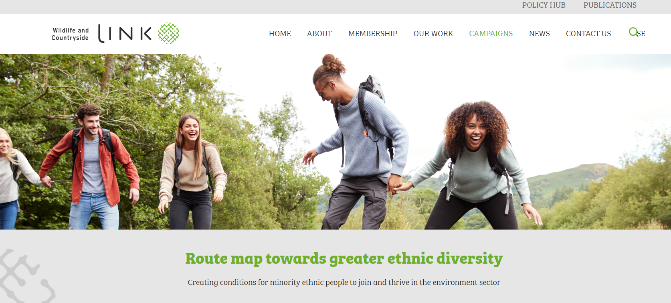 POLICY HUB PUBLICATIONS
Wildlife and
Countryside
LINK
HOME ABOUT MEMBERSHIP OUR WORK CAMPAIGNS NEWS CONTACT US SE
Route map towards greater ethnic diversity
Creating conditions for minority ethnic people to join and thrive in the environment sector